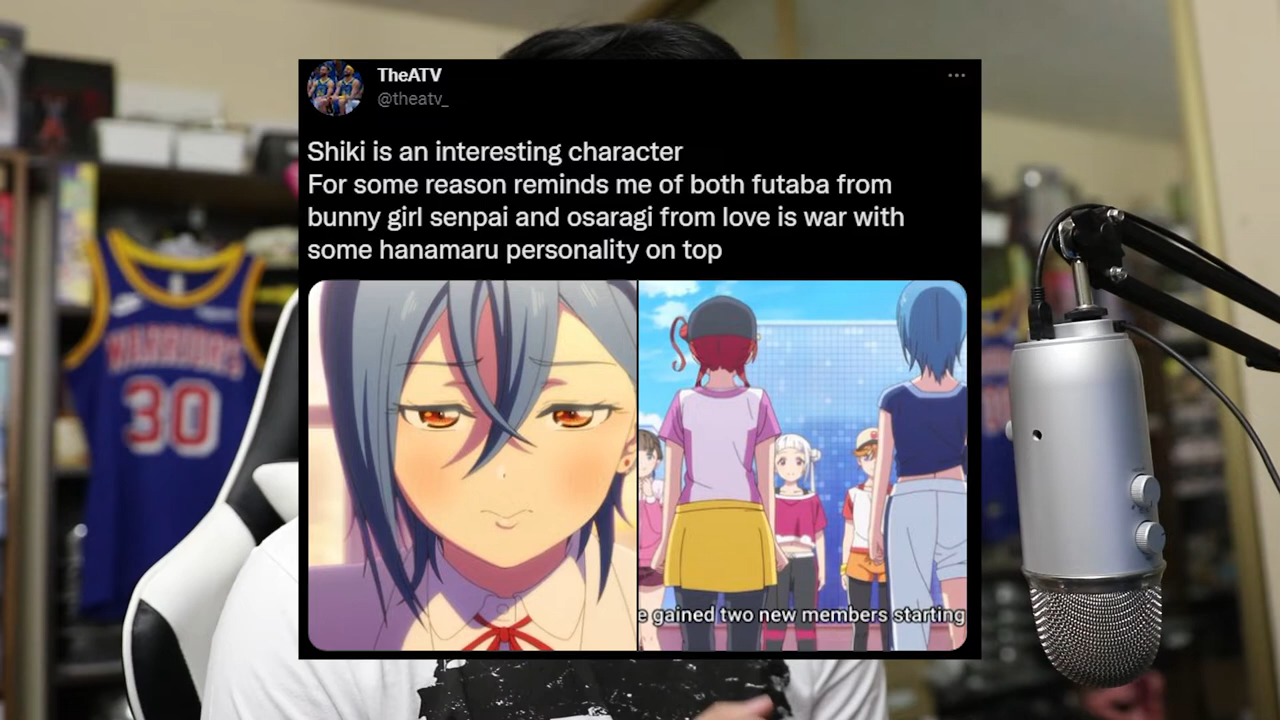 TheATV
@theatv_
Shiki is an interesting character
For some reason reminds me of both futaba from
bunny girl senpai and osaragi from love is war with
some hanamaru personality on top
e gained two new members starting
WARRIORS
30